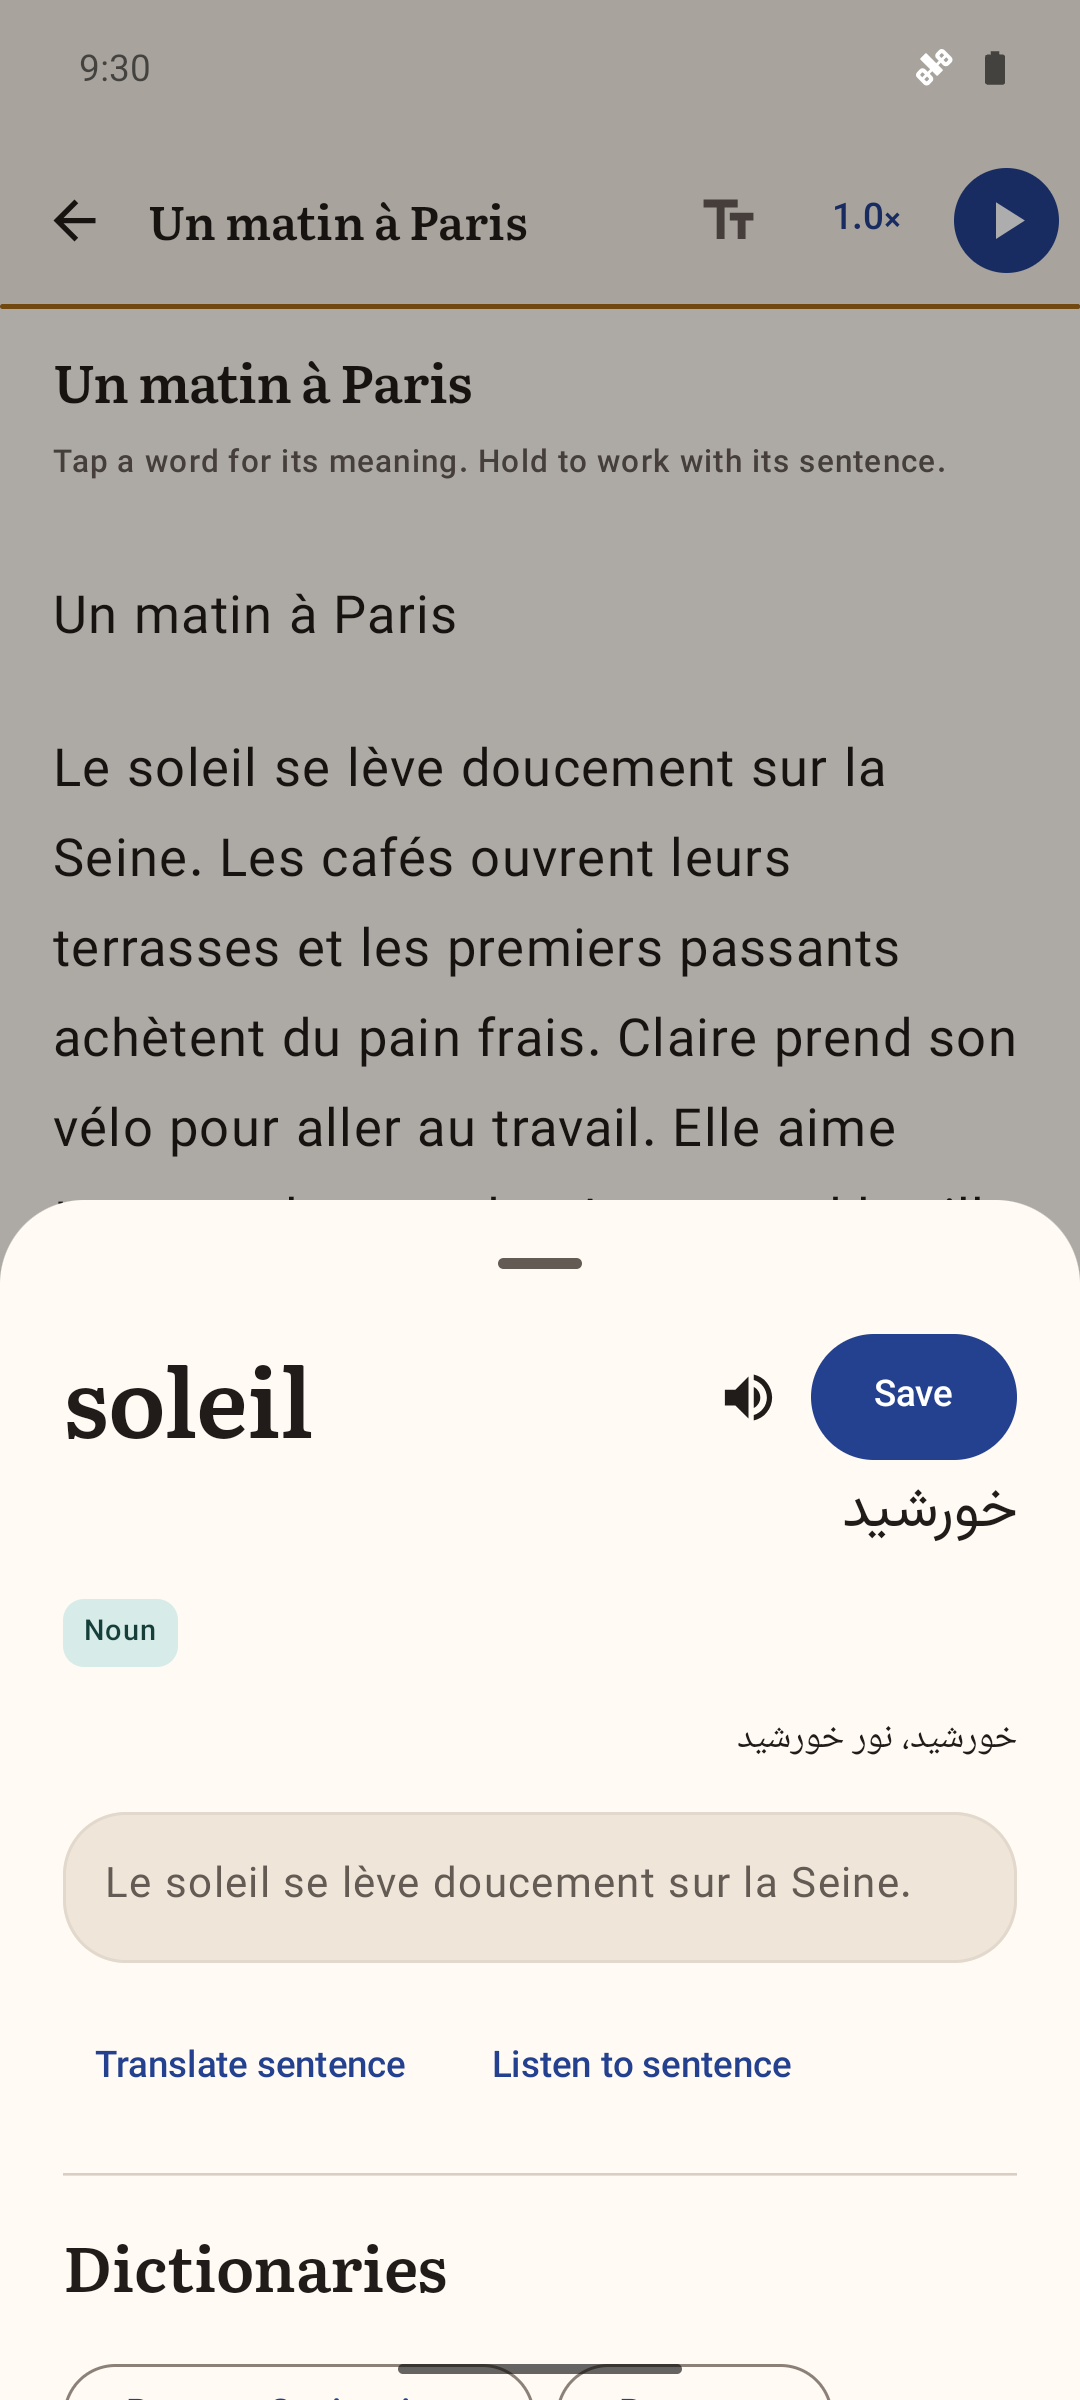 9:30
Un matin à Paris
1.0×
Un matin à Paris
Tap a word for its meaning. Hold to work with its sentence.
Un matin à Paris
Le soleil se lève doucement sur la
Seine. Les cafés ouvrent leurs
terrasses et les premiers passants
achètent du pain frais. Claire prend son
vélo pour aller au travail. Elle aime
soleil
Save
خورشید
Noun
خورشید، نور خورشید
Le soleil se lève doucement sur la Seine.
Translate sentence
Listen to sentence
Dictionaries